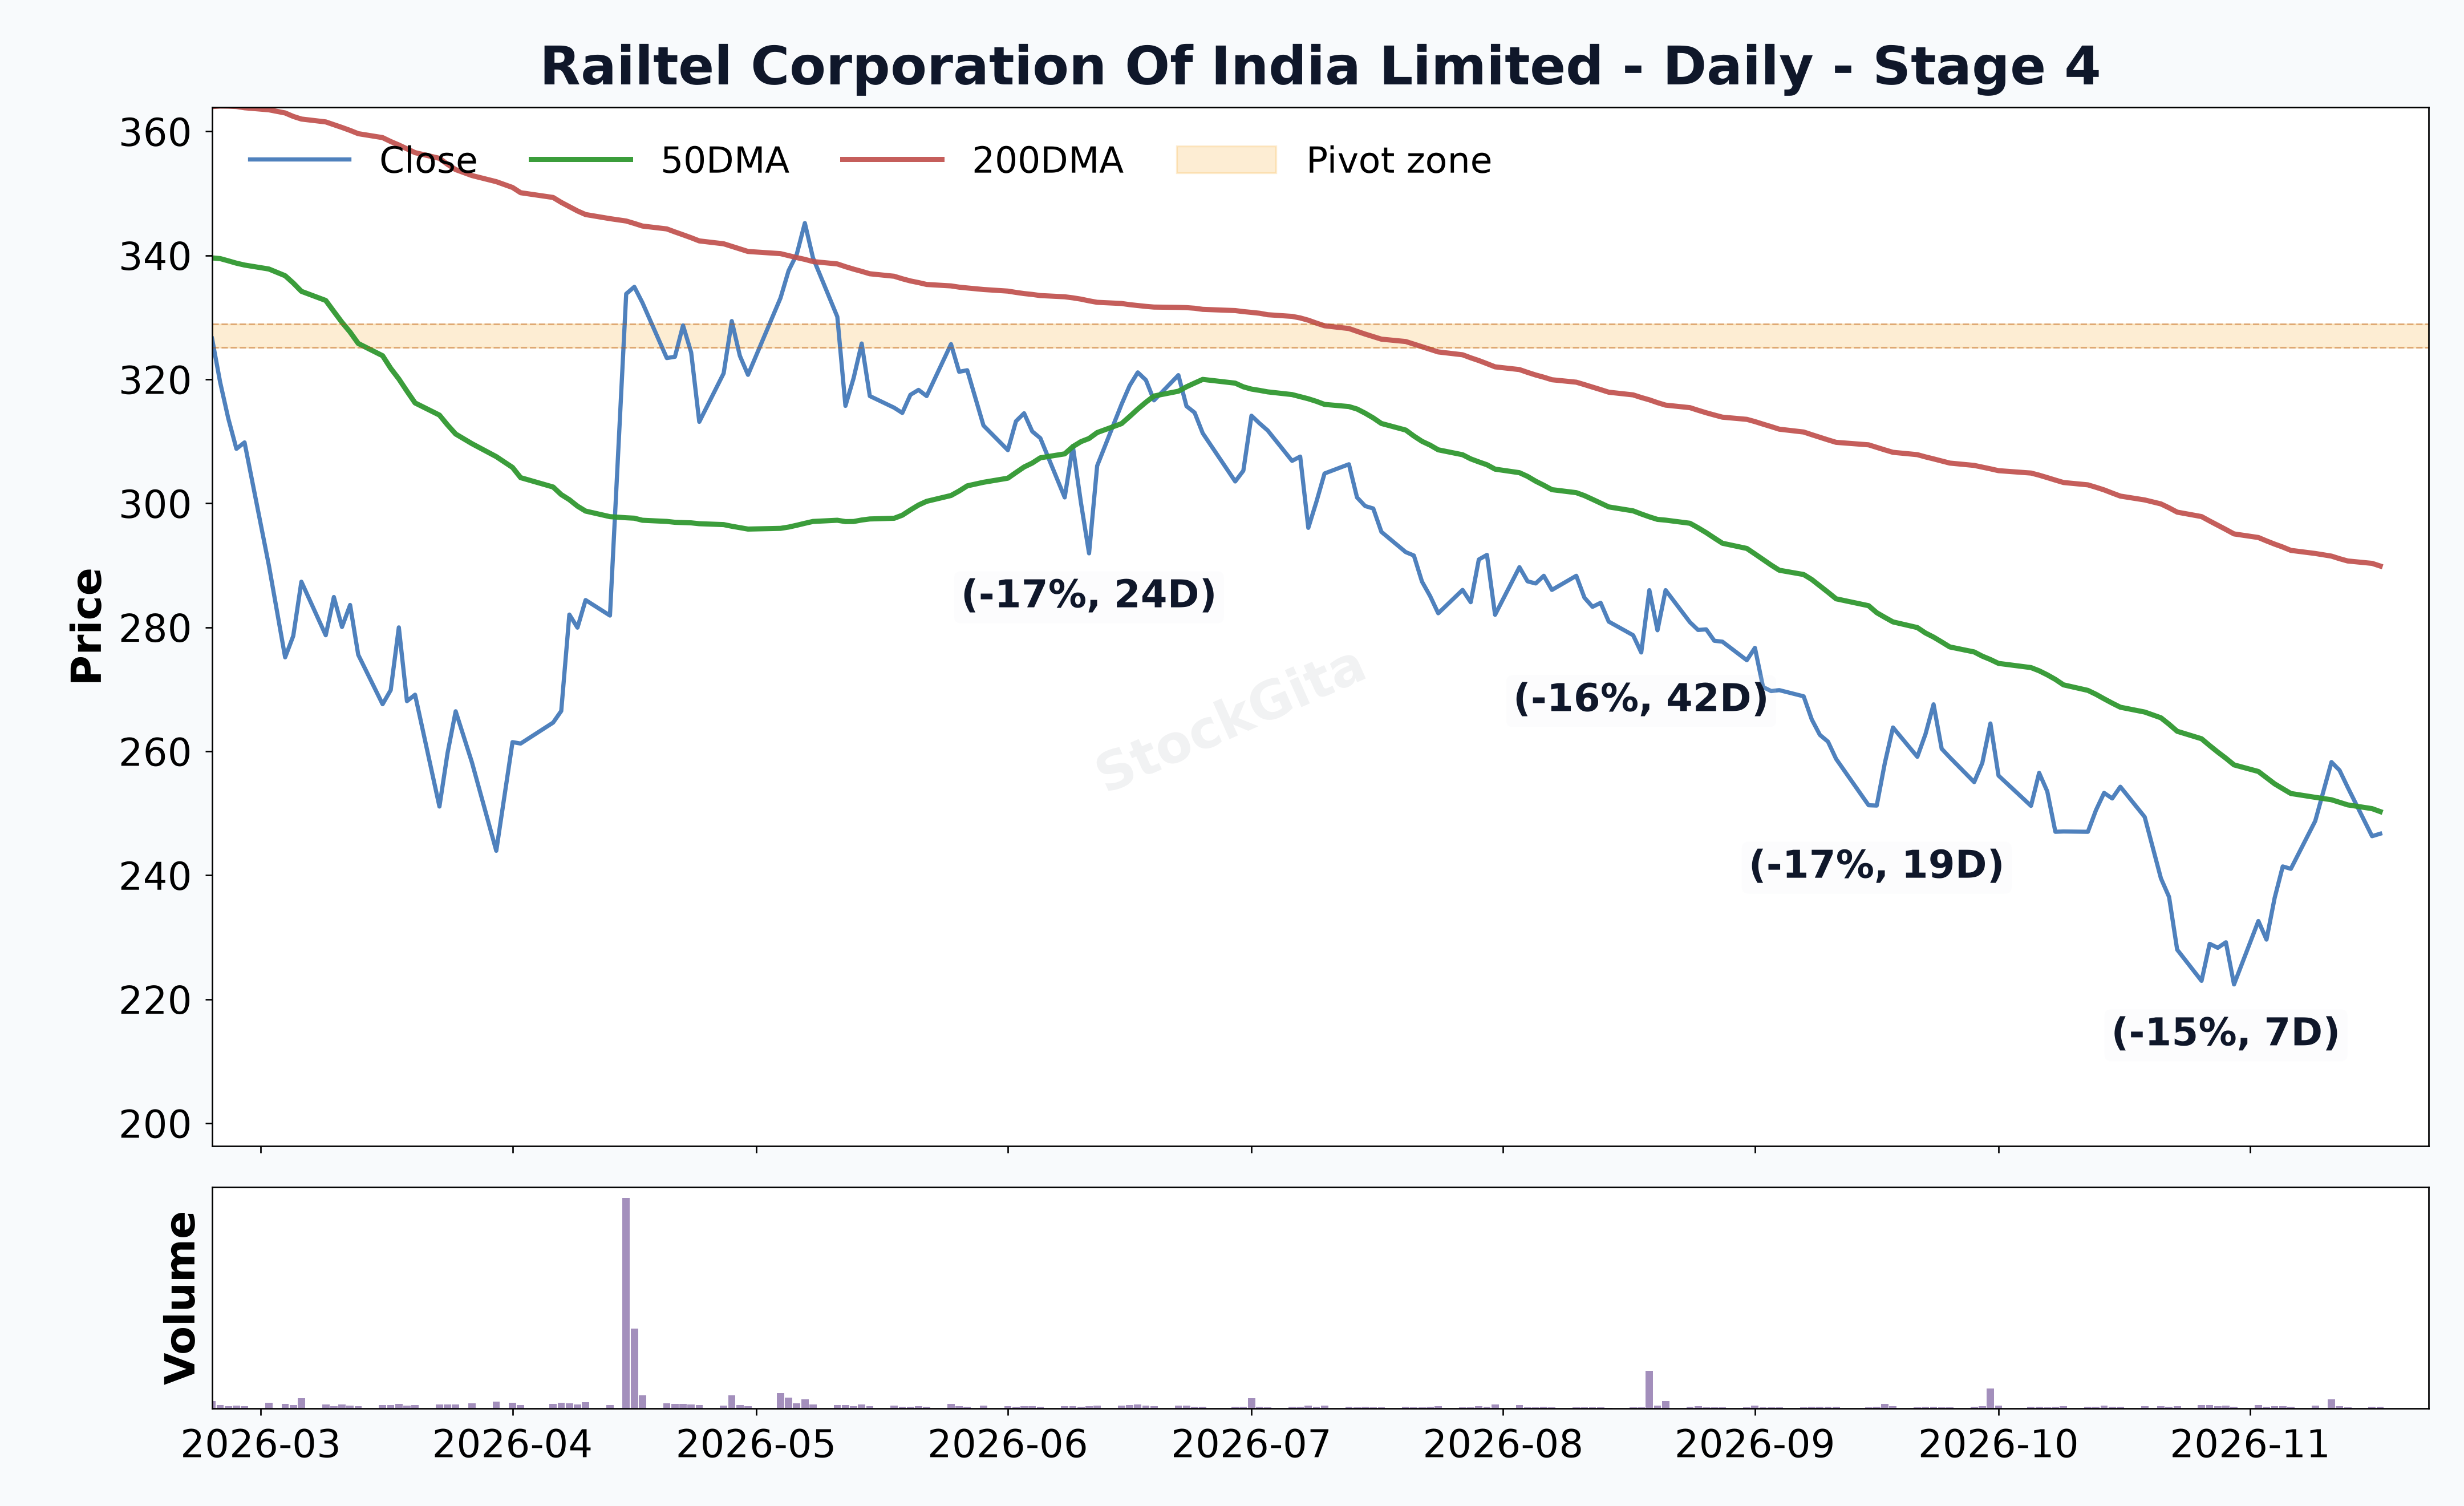 Railtel Corporation Of India Limited - Daily - Stage 4
Close 50DMA 200DMA Pivot zone
360
340
320
300
280
260
240
220
200
Price
(-17%, 24D)
(-16%, 42D)
(-17%, 19D)
(-15%, 7D)
StockGita
Volume
2026-03 2026-04 2026-05 2026-06 2026-07 2026-08 2026-09 2026-10 2026-11